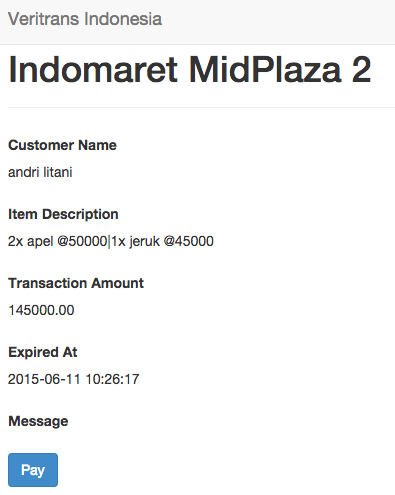 Veritrans Indonesia
Indomaret MidPlaza 2
Customer Name
andri litani
Item Description
2x apel @50000|1x jeruk @45000
Transaction Amount
145000.00
Expired At
2015-06-11 10:26:17
Message
Pay